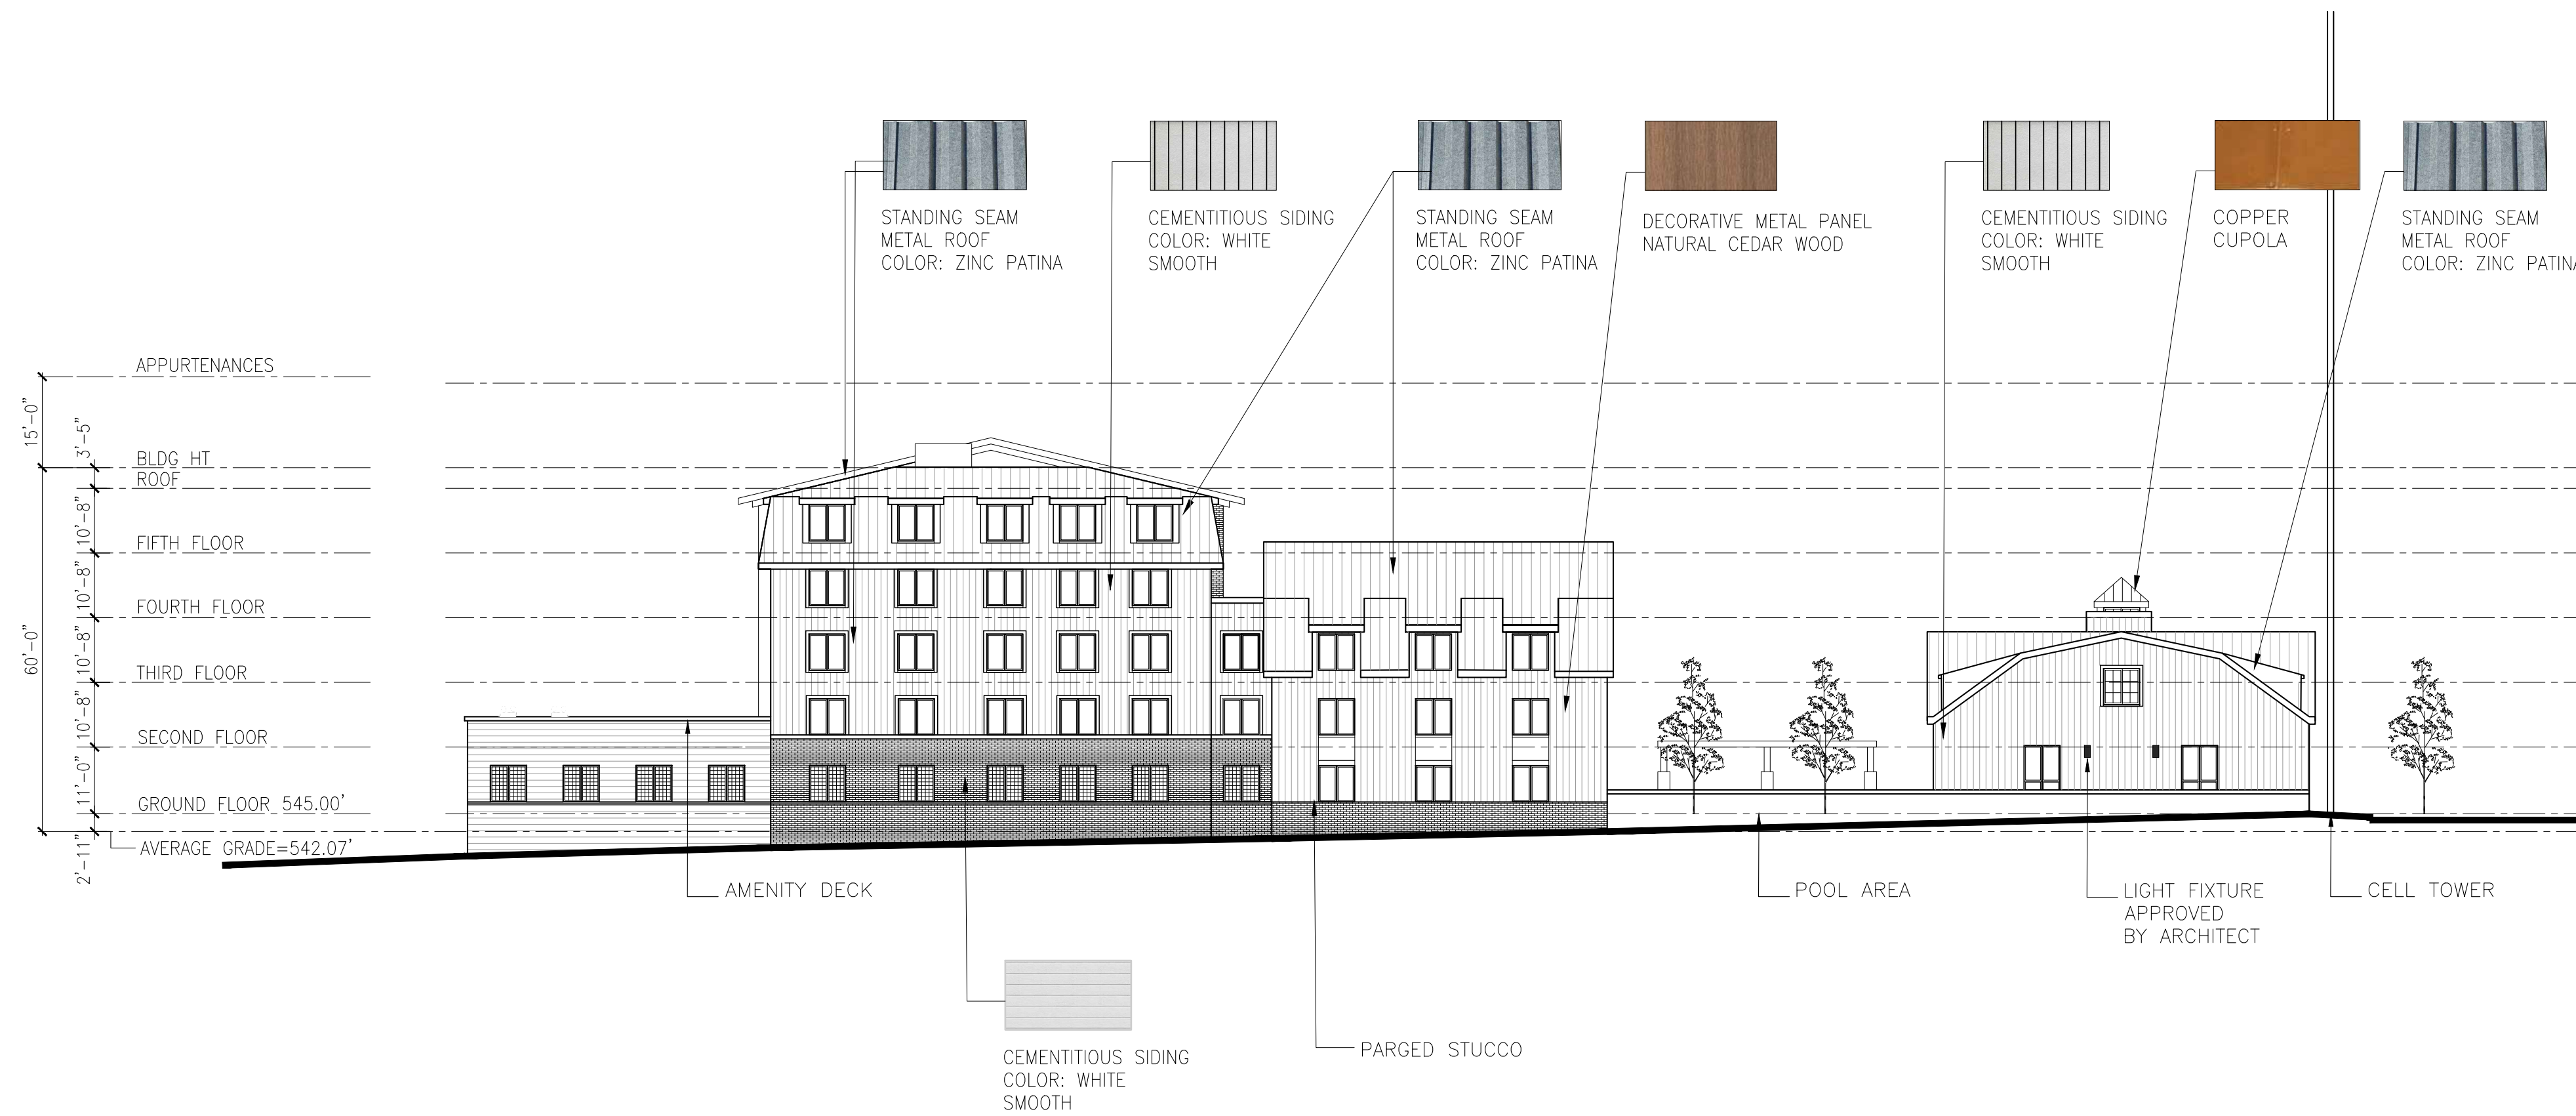 STANDING SEAM
METAL ROOF
COLOR: ZINC PATINA
CEMENTITIOUS SIDING
COLOR: WHITE
SMOOTH
STANDING SEAM
METAL ROOF
COLOR: ZINC PATINA
DECORATIVE METAL PANEL
NATURAL CEDAR WOOD
CEMENTITIOUS SIDING
COLOR: WHITE
SMOOTH
COPPER
CUPOLA
STANDING SEAM
METAL ROOF
COLOR: ZINC PATINA
APPURTENANCES
15'-0"
3'-5"
BLDG HT
ROOF
10'-8"
FIFTH FLOOR
10'-8"
FOURTH FLOOR
10'-8"
60'-0"
THIRD FLOOR
10'-8"
SECOND FLOOR
11'-0"
GROUND FLOOR 545.00'
AVERAGE GRADE=542.07'
2'-11"
AMENITY DECK
POOL AREA
LIGHT FIXTURE
APPROVED
BY ARCHITECT
CELL TOWER
PARGED STUCCO
CEMENTITIOUS SIDING
COLOR: WHITE
SMOOTH